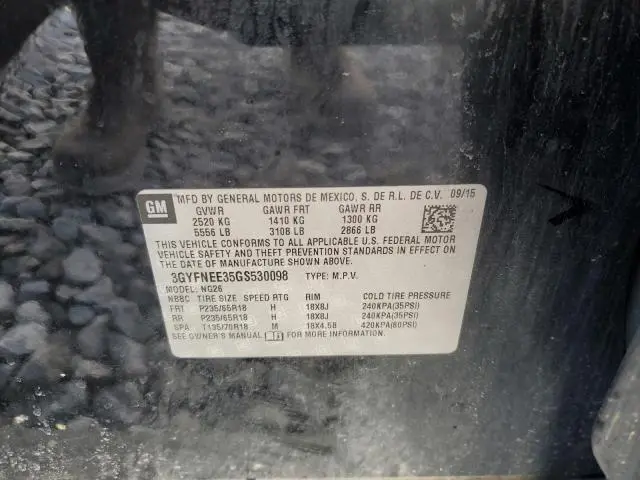 GM
MFD BY GENERAL MOTORS DE MEXICO, S. DE R.L. DE C.V. 09/15
GVWR GAWR FRT GAWR RR
2520 KG 1410 KG 1300 KG
5556 LB 3108 LB 2866 LB
THIS VEHICLE CONFORMS TO ALL APPLICABLE U.S. FEDERAL MOTOR
VEHICLE SAFETY AND THEFT PREVENTION STANDARDS IN EFFECT ON THE
DATE OF MANUFACTURE SHOWN ABOVE.
3GYFNEE35GS530098 TYPE: M.P.V.
MODEL: NG26
NBBC TIRE SIZE SPEED RTG RIM COLD TIRE PRESSURE
FRT P235/65R18 H 18X8J 240KPA(35PSI)
RR P235/65R18 H 18X8J 240KPA(35PSI)
SPA T135/70R18 M 18X4.5B 420KPA(60PSI)
SEE OWNER'S MANUAL FOR MORE INFORMATION.